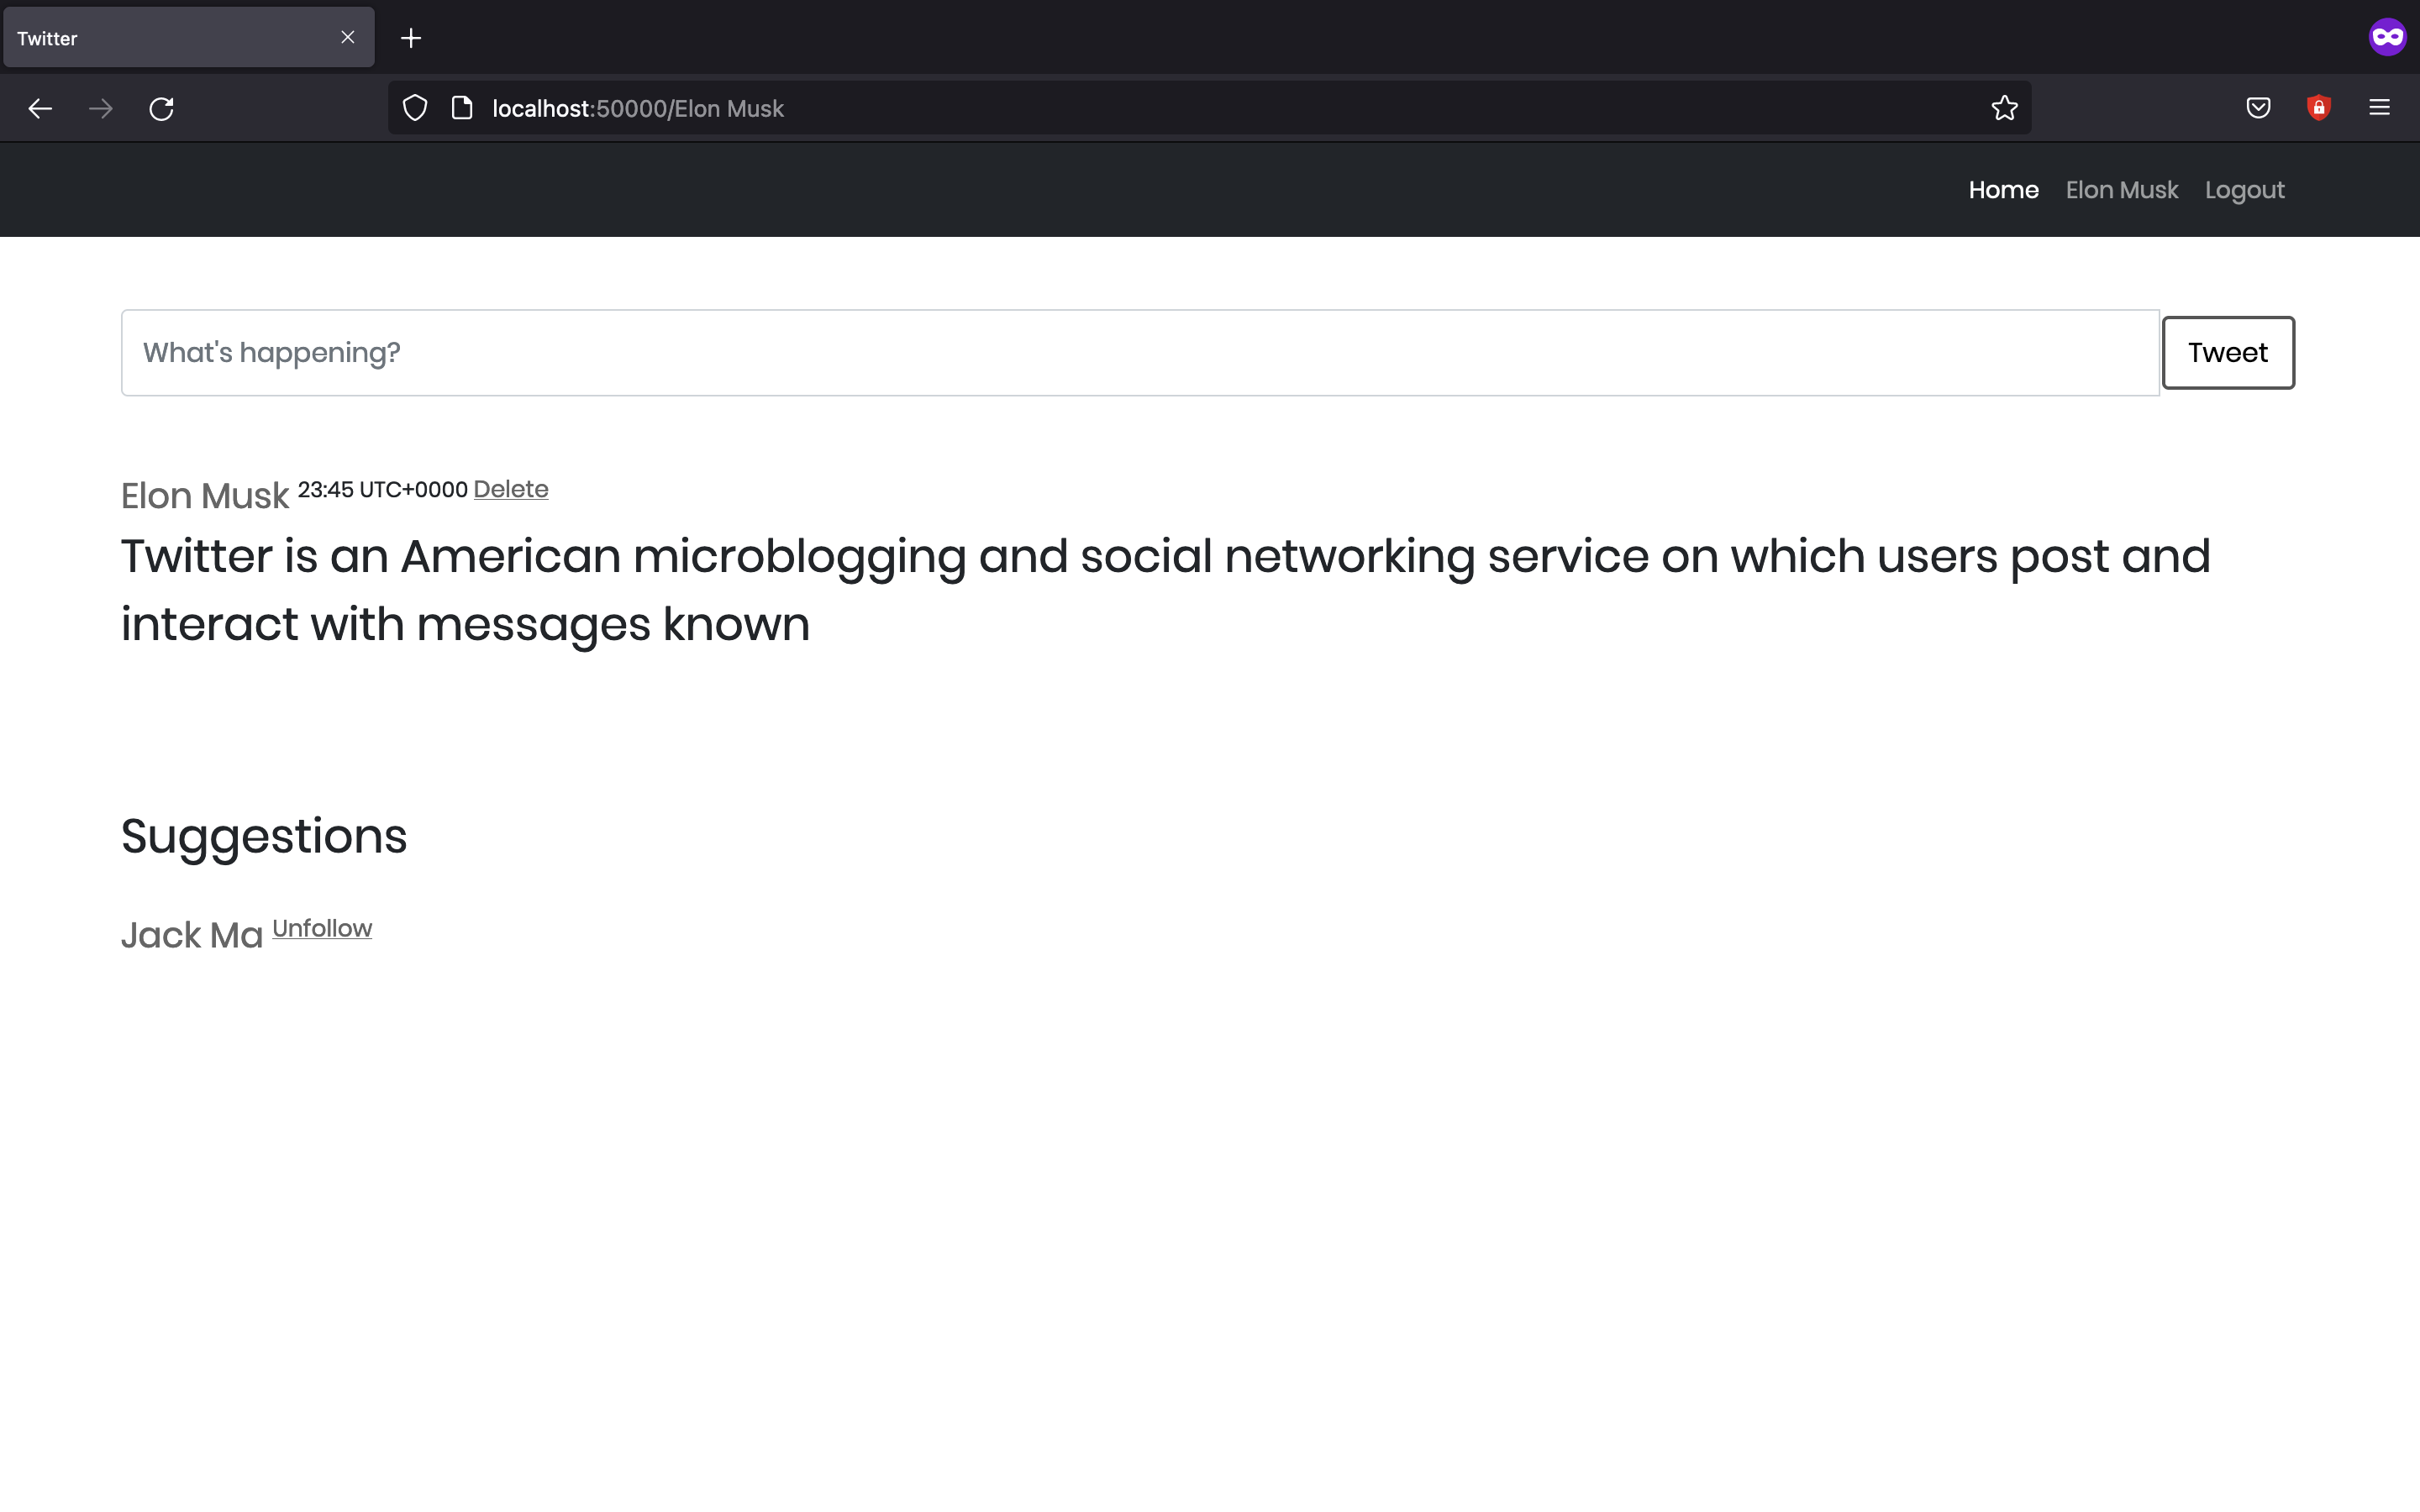 Twitter
localhost:50000/Elon Musk
Home Elon Musk Logout
What's happening? Tweet
Elon Musk 23:45 UTC+0000 Delete
Twitter is an American microblogging and social networking service on which users post and
interact with messages known
Suggestions
Jack Ma Unfollow